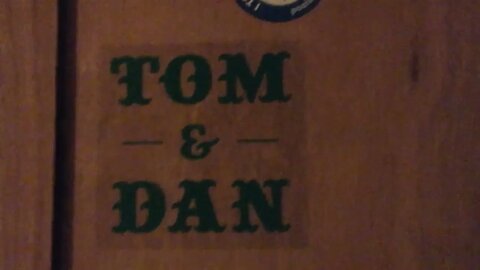 TOM
— & —
DAN